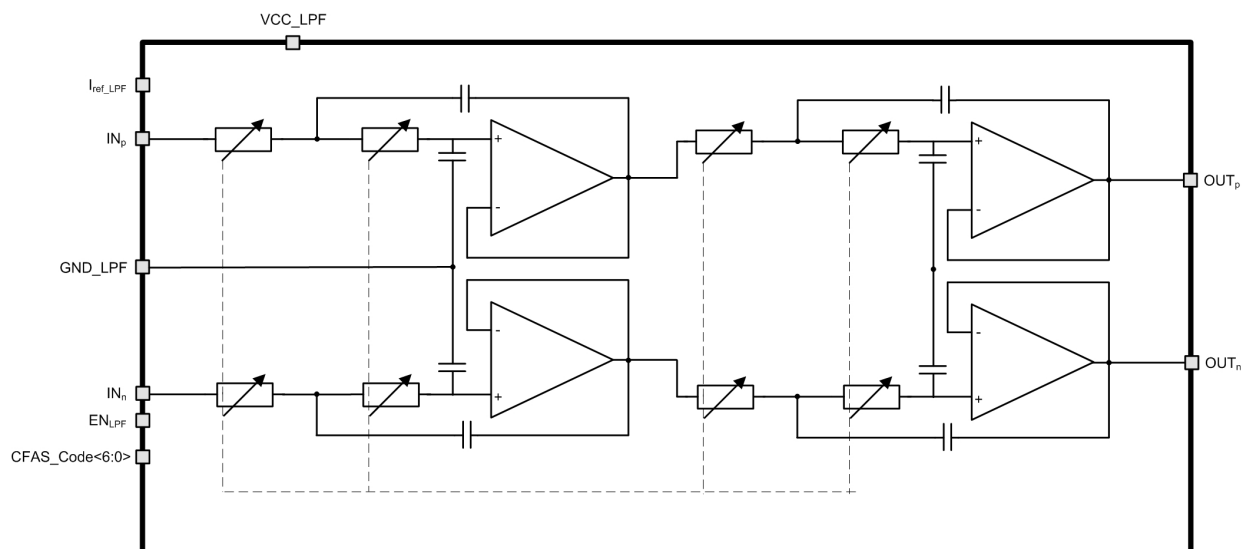 VCC_LPF
Iref_LPF
INp
+
-
+
-
OUTp
GND_LPF
-
+
-
+
OUTn
INn
ENLPF
CFAS_Code<6:0>